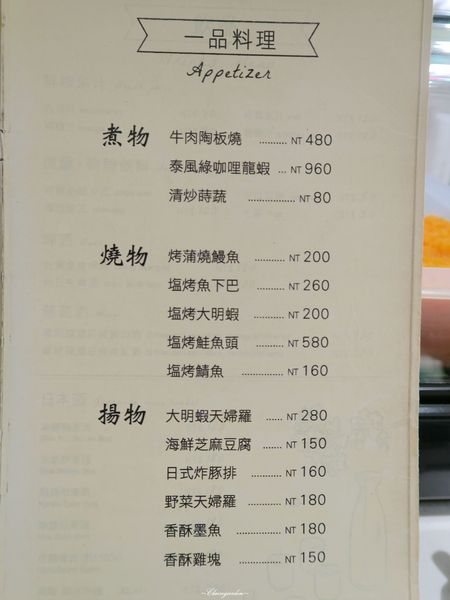 一品料理
Appetizer
煮物 牛肉陶板燒 .......... NT 480
泰風綠咖哩龍蝦 ... NT 960
清炒蒔蔬 ................. NT 80
燒物 烤蒲燒鰻魚 ........... NT 200
塩烤魚下巴 .......... NT 260
塩烤大明蝦 ........... NT 200
塩烤鮭魚頭 .......... NT 580
塩烤鯖魚 ............... NT 160
揚物 大明蝦天婦羅 ...... NT 280
海鮮芝麻豆腐 ....... NT 150
日式炸豚排 ........... NT 160
野菜天婦羅 .......... NT 180
香酥墨魚 ................ NT 180
香酥雞塊 ................ NT 150